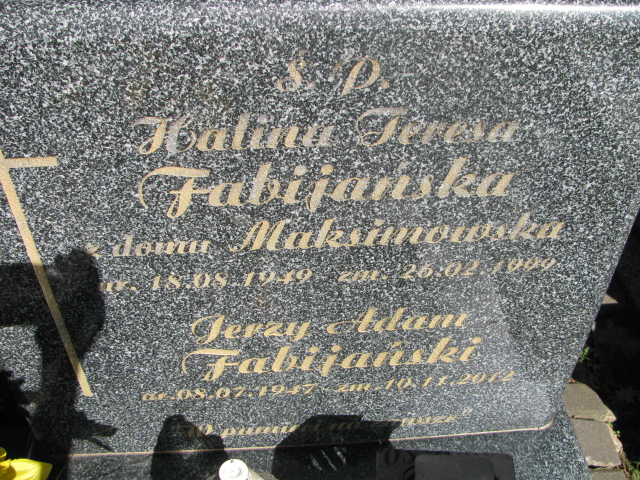 Ś. P.
Halina Teresa
Fabijańska
z domu Maksimowska
ur. 18.08.1949 zm. 26.02.1999
Jerzy Adam
Fabijański
ur. 08.07.1947 zm. 10.11.2012